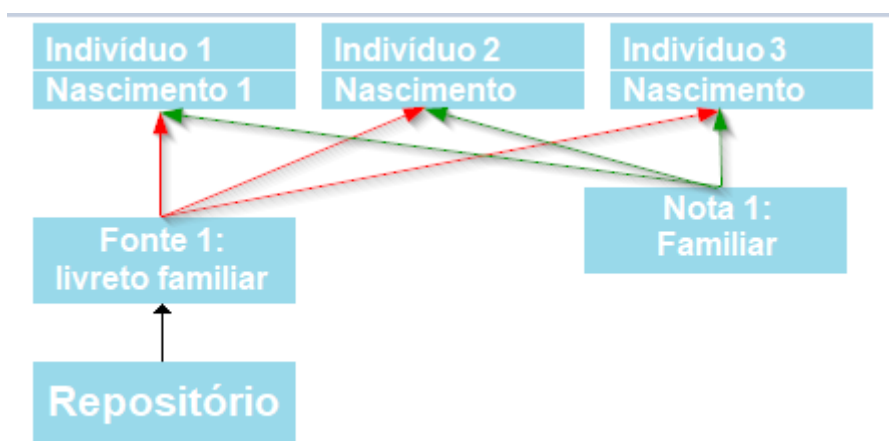 Indivíduo 1
Nascimento 1
Indivíduo 2
Nascimento
Indivíduo 3
Nascimento
Fonte 1:
livreto familiar
Nota 1:
Familiar
Repositório